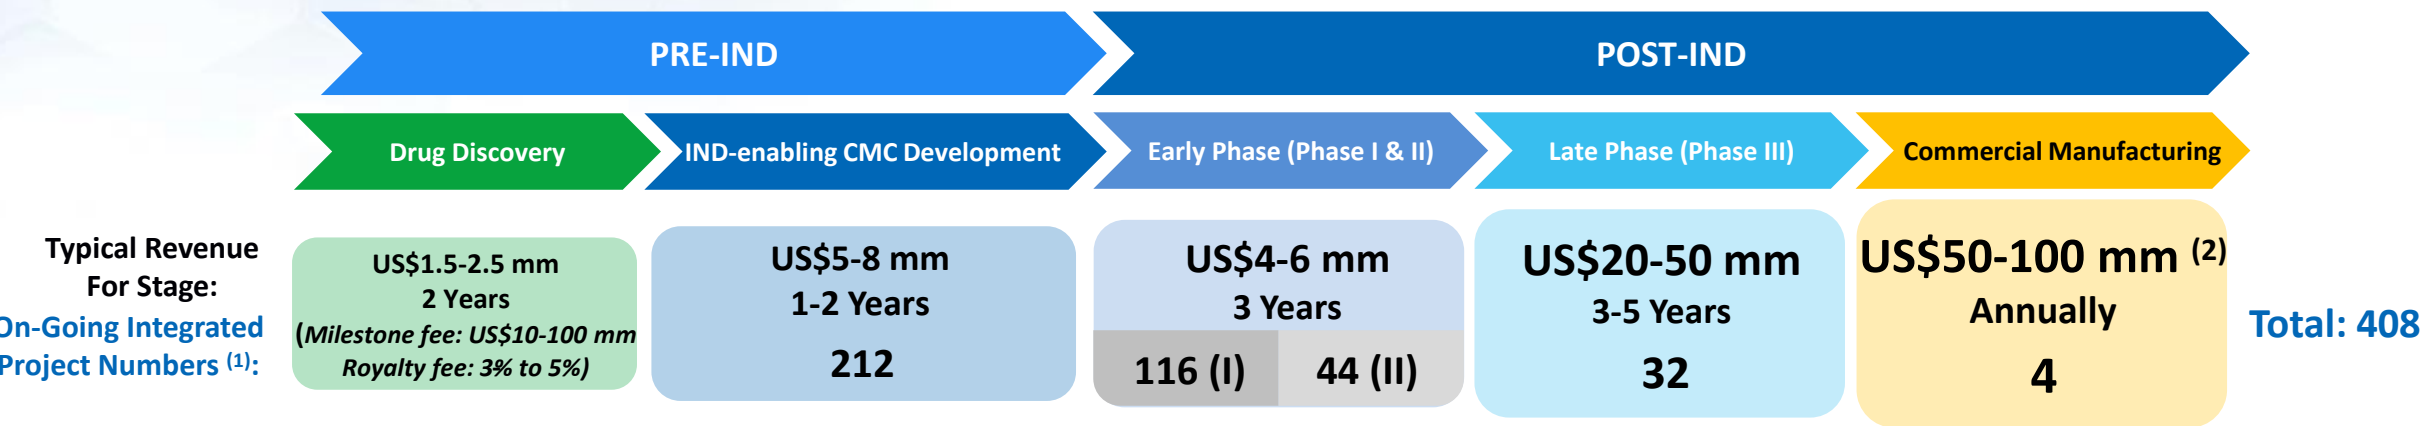 PRE-IND
POST-IND
Drug Discovery
IND-enabling CMC Development
Early Phase (Phase I & II)
Late Phase (Phase III)
Commercial Manufacturing
Typical Revenue
For Stage:
On-Going Integrated
Project Numbers (1):
US$1.5-2.5 mm
2 Years
(Milestone fee: US$10-100 mm
Royalty fee: 3% to 5%)
US$5-8 mm
1-2 Years
212
US$4-6 mm
3 Years
116 (I)
44 (II)
US$20-50 mm
3-5 Years
32
US$50-100 mm (2)
Annually
4
Total: 408